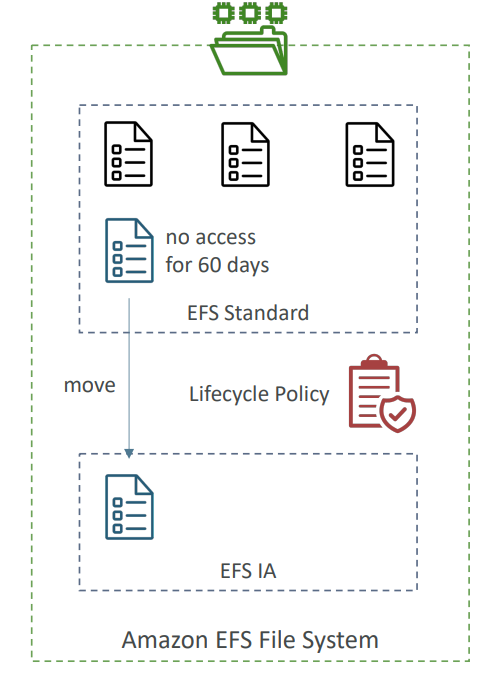 no access
for 60 days
EFS Standard
move
Lifecycle Policy
EFS IA
Amazon EFS File System